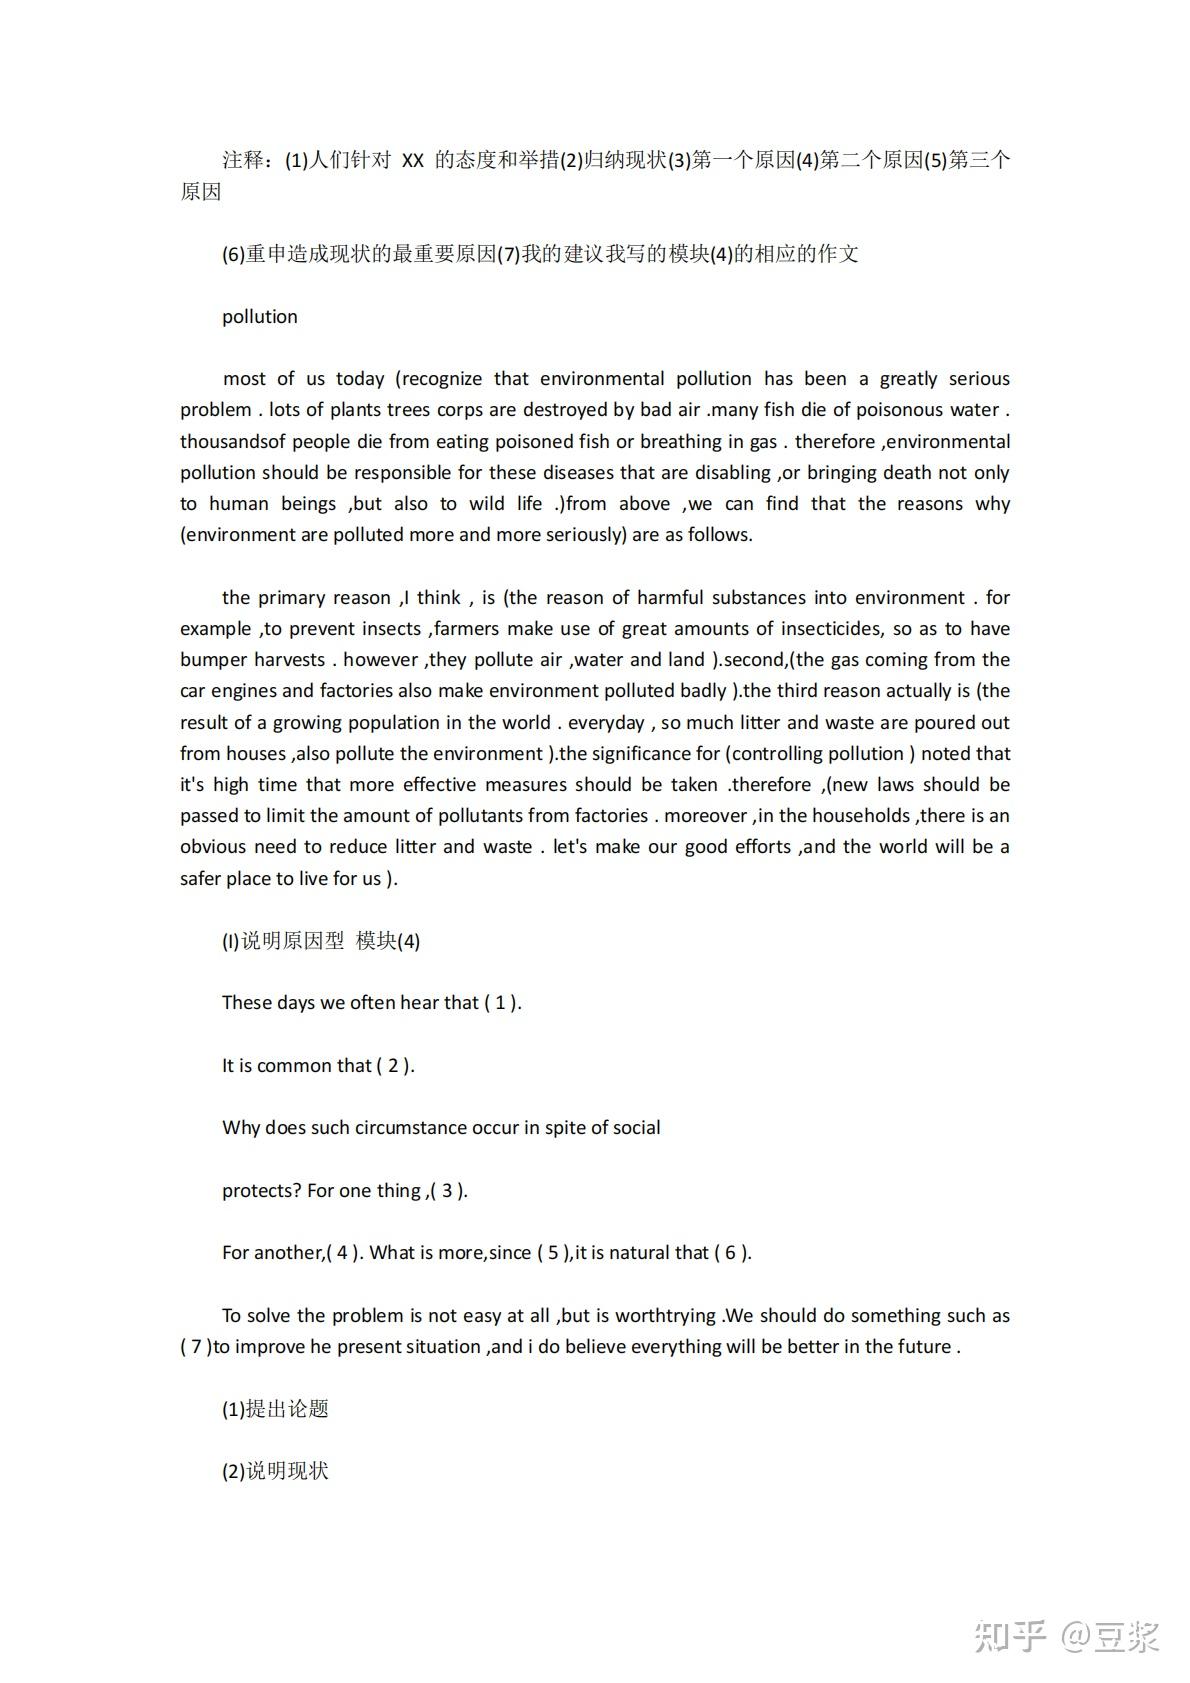 注释：(1)人们针对 XX 的态度和举措(2)归纳现状(3)第一个原因(4)第二个原因(5)第三个
原因
(6)重申造成现状的最重要原因(7)我的建议我写的模块(4)的相应的作文
pollution
most of us today (recognize that environmental pollution has been a greatly serious
problem . lots of plants trees corps are destroyed by bad air .many fish die of poisonous water .
thousandsof people die from eating poisoned fish or breathing in gas . therefore ,environmental
pollution should be responsible for these diseases that are disabling ,or bringing death not only
to human beings ,but also to wild life .)from above ,we can find that the reasons why
(environment are polluted more and more seriously) are as follows.
the primary reason ,I think , is (the reason of harmful substances into environment . for
example ,to prevent insects ,farmers make use of great amounts of insecticides, so as to have
bumper harvests . however ,they pollute air ,water and land ).second,(the gas coming from the
car engines and factories also make environment polluted badly ).the third reason actually is (the
result of a growing population in the world . everyday , so much litter and waste are poured out
from houses ,also pollute the environment ).the significance for (controlling pollution ) noted that
it's high time that more effective measures should be taken .therefore ,(new laws should be
passed to limit the amount of pollutants from factories . moreover ,in the households ,there is an
obvious need to reduce litter and waste . let's make our good efforts ,and the world will be a
safer place to live for us ).
(I)说明原因型 模块(4)
These days we often hear that ( 1 ).
It is common that ( 2 ).
Why does such circumstance occur in spite of social
protects? For one thing ,( 3 ).
For another,( 4 ). What is more,since ( 5 ),it is natural that ( 6 ).
To solve the problem is not easy at all ,but is worthtrying .We should do something such as
( 7 )to improve he present situation ,and i do believe everything will be better in the future .
(1)提出论题
(2)说明现状
知乎 @豆浆